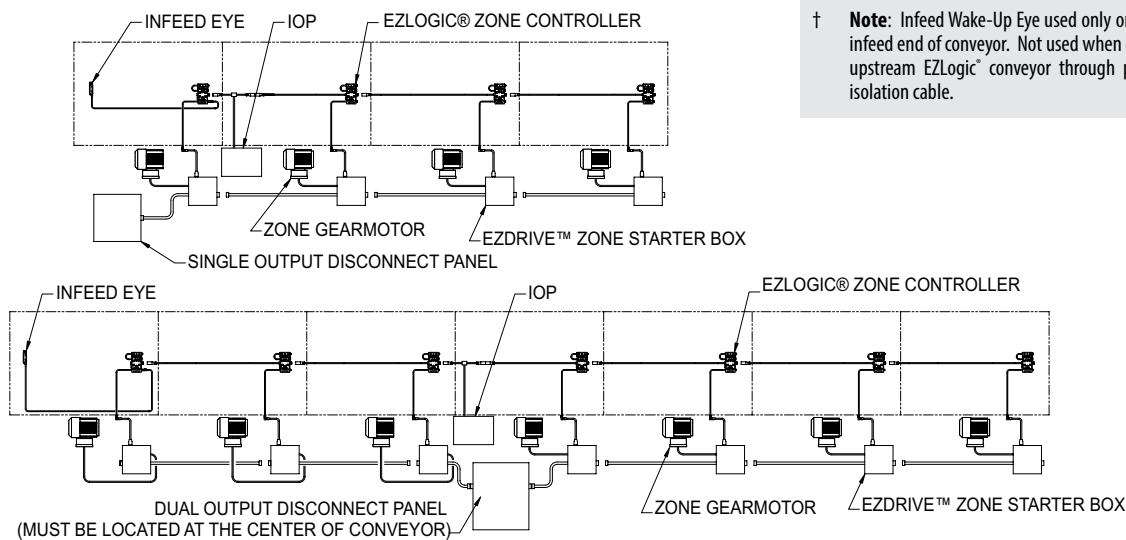 INFEED EYE
IOP
EZLOGIC® ZONE CONTROLLER
† Note: Infeed Wake-Up Eye used only
infeed end of conveyor. Not used when
upstream EZLogic® conveyor through
isolation cable.
ZONE GEARMOTOR
EZDRIVE™ ZONE STARTER BOX
SINGLE OUTPUT DISCONNECT PANEL
INFEED EYE
IOP
EZLOGIC® ZONE CONTROLLER
DUAL OUTPUT DISCONNECT PANEL
(MUST BE LOCATED AT THE CENTER OF CONVEYOR)
ZONE GEARMOTOR
EZDRIVE™ ZONE STARTER BOX